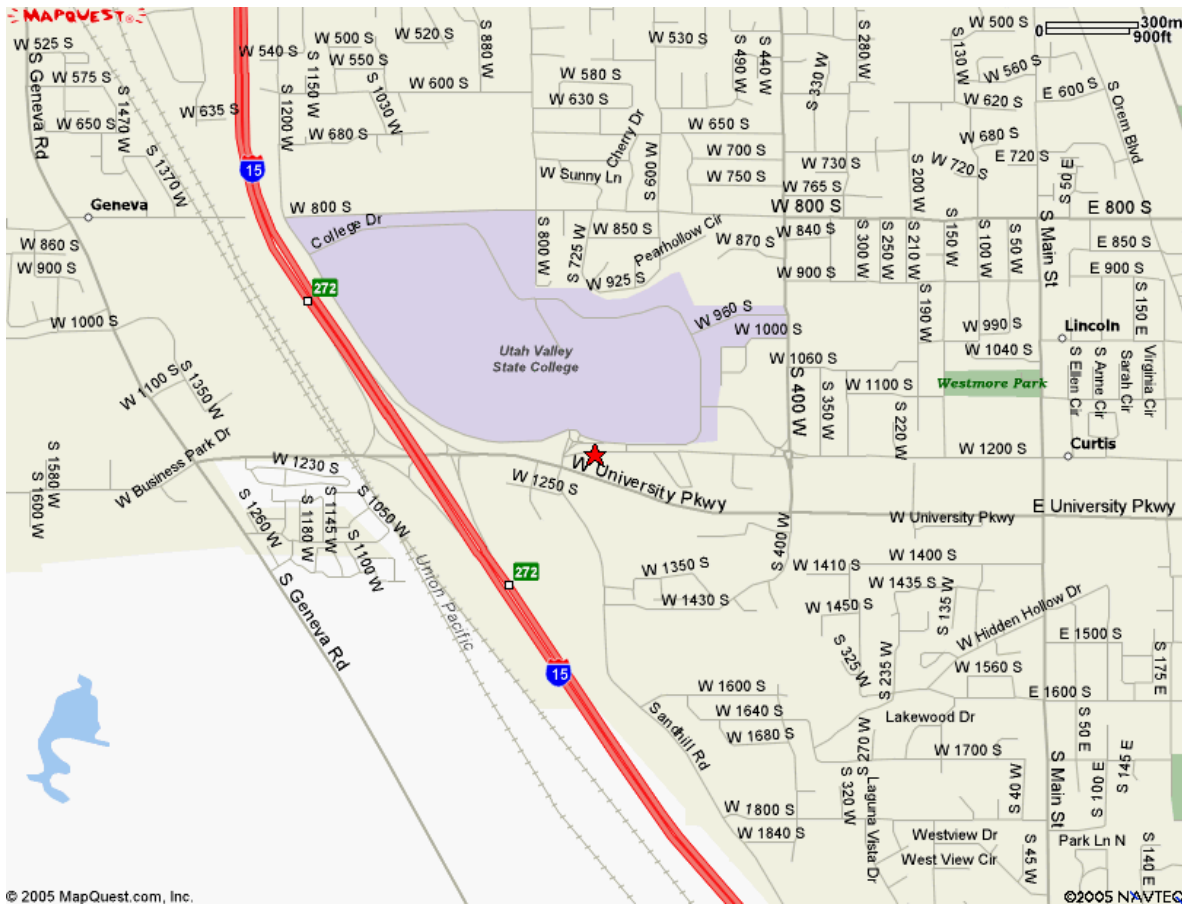 MAPQUEST
300m
0
900ft
W 525 S
S Geneva Rd
W 575 S
S 1470 W
W 650 S
W 635 S
S 1370 W
W 540 S
S 1200 W
S 1150 W
W 500 S
W 550 S
S 1030 W
W 520 S
S 880 W
W 600 S
W 680 S
W 530 S
W 580 S
W 630 S
S 490 W
S 440 W
S 330 W
S 280 W
S 130 W
W 500 S
W 560 S
E 600 S
W 620 S
S Orem Blvd
W 650 S
Cherry Dr
S 600 W
W 680 S
W 700 S
W 730 S
W 720 S
E 720 S
W Sunny Ln
W 750 S
W 765 S
S 200 W
S 50 E
15
Geneva
W 800 S
College Dr
W 800 S
E 800 S
S 800 W
S 725 W
W 850 S
Pearhollow Cir
W 870 S
W 840 S
S 300 W
S 250 W
S 210 W
S 150 W
S 100 W
S 50 W
S Main St
E 850 S
W 860 S
W 900 S
W 925 S
W 900 S
E 900 S
272
W 1000 S
W 960 S
W 1000 S
S 190 W
W 990 S
S 150 E
Lincoln
Utah Valley
State College
W 1060 S
W 1040 S
W 1100 S
S 1350 W
S 400 W
S 350 W
W 1100 S
S 220 W
Westmore Park
S Ellen Cir
S Anne Cir
Sarah Cir
Virginia Cir
W Business Park Dr
S 1580 W
S 1600 W
W 1200 S
Curtis
W 1230 S
W 1250 S
W University Pkwy
S 1260 W
S 1180 W
S 1145 W
S 1050 W
S 1100 W
W University Pkwy
E University Pkwy
S 400 W
Union Pacific
272
W 1350 S
W 1430 S
W 1400 S
W 1410 S
W 1435 S
S 135 W
W 1450 S
W Hidden Hollow Dr
S Geneva Rd
S 325 W
S 235 W
E 1500 S
W 1560 S
S 175 E
15
W 1600 S
E 1600 S
W 1640 S
Lakewood Dr
Sandhill Rd
W 1680 S
S 270 W
W 1700 S
S 50 E
S 145 E
S 100 E
S Main St
S 40 W
S 320 W
Laguna Vista Dr
W 1800 S
W 1840 S
Westview Dr
West View Cir
S 45 W
Park Ln N
S 140 E
© 2005 MapQuest.com, Inc.
©2005 NAVTEQ